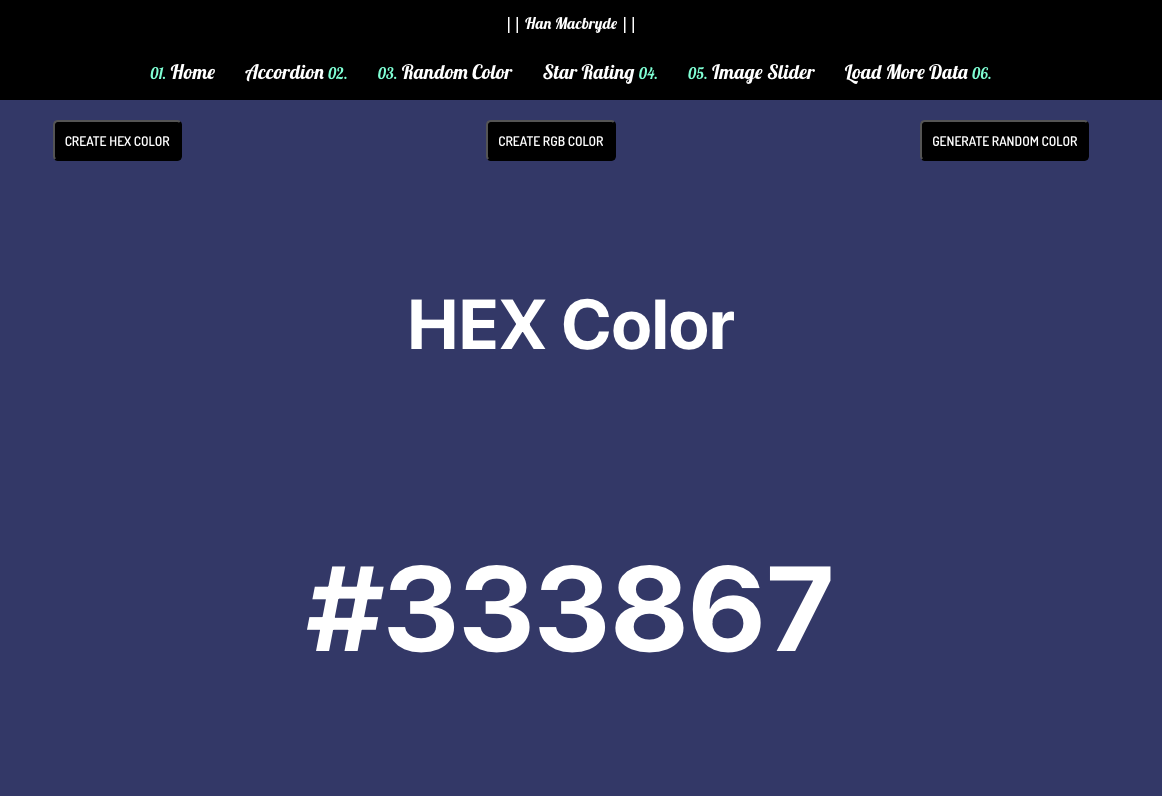 || Han Macbryde ||
01. Home Accordion 02. 03. Random Color Star Rating 04. 05. Image Slider Load More Data 06.
CREATE HEX COLOR CREATE RGB COLOR GENERATE RANDOM COLOR
HEX Color
#333867